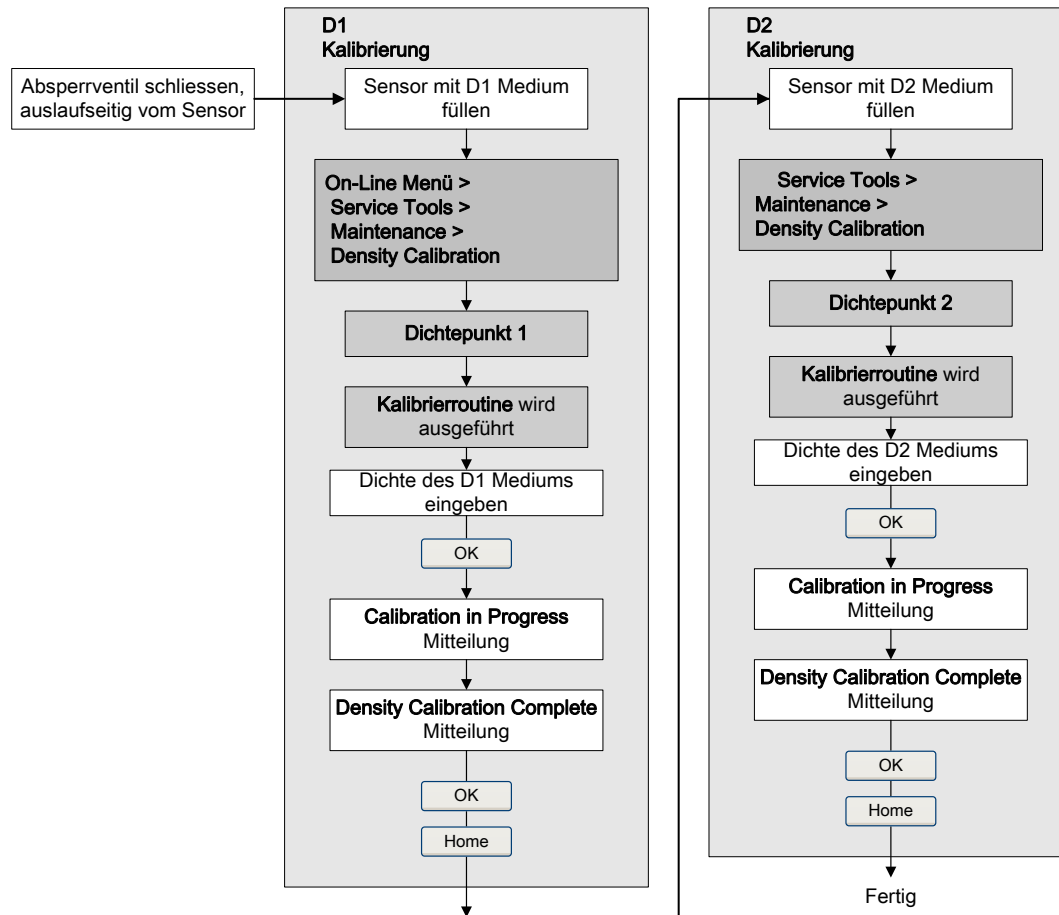 Absperrventil schliessen,
auslaufseitig vom Sensor
D1
Kalibrierung
Sensor mit D1 Medium
füllen
On-Line Menü >
Service Tools >
Maintenance >
Density Calibration
Dichtepunkt 1
Kalibrierroutine wird
ausgeführt
Dichte des D1 Mediums
eingeben
OK
Calibration in Progress
Mitteilung
Density Calibration Complete
Mitteilung
OK
Home
D2
Kalibrierung
Sensor mit D2 Medium
füllen
Service Tools >
Maintenance >
Density Calibration
Dichtepunkt 2
Kalibrierroutine wird
ausgeführt
Dichte des D2 Mediums
eingeben
OK
Calibration in Progress
Mitteilung
Density Calibration Complete
Mitteilung
OK
Home
Fertig